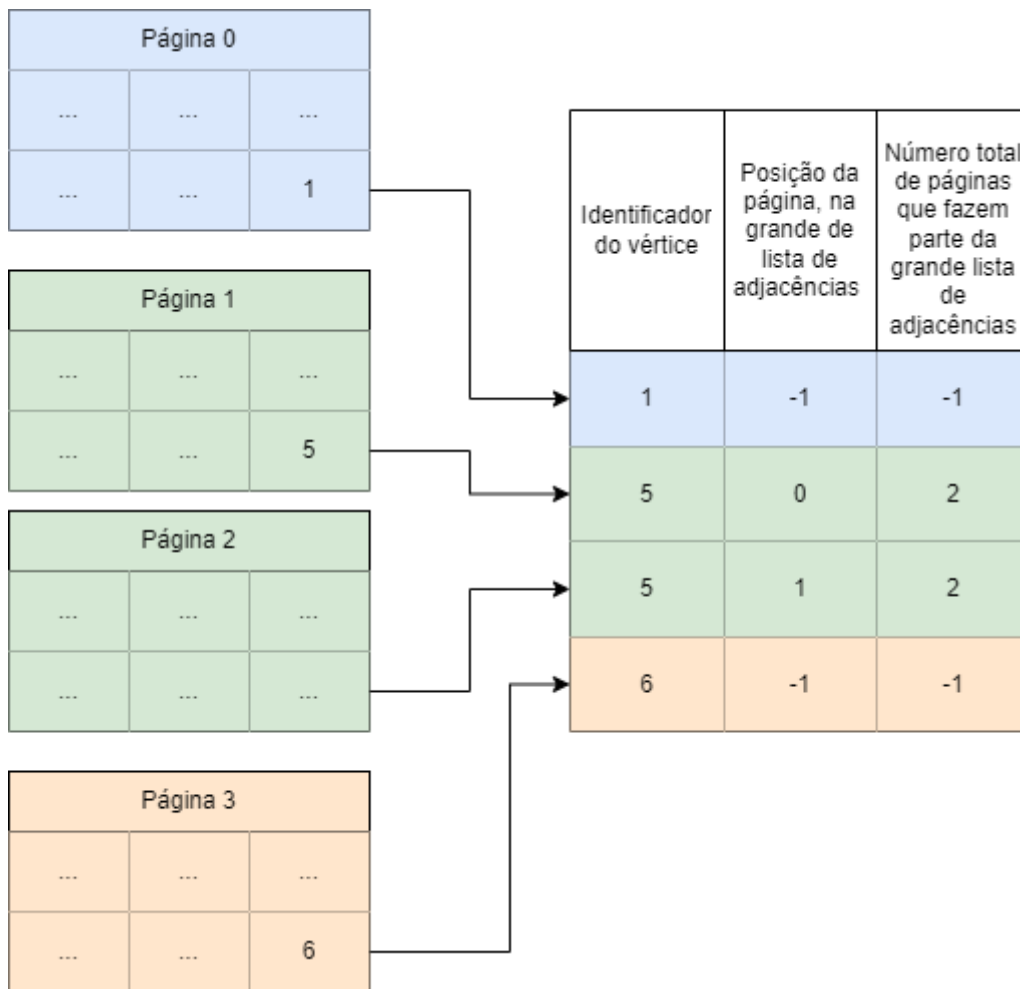 Página 0
... ... ...
... ... 1
Página 1
... ... ...
... ... 5
Página 2
... ... ...
... ... ...
Página 3
... ... ...
... ... 6
Identificador
do vértice
Posição da
página, na
grande de
lista de
adjacências
Número total
de páginas
que fazem
parte da
grande lista
de
adjacências
1 -1 -1
5 0 2
5 1 2
6 -1 -1